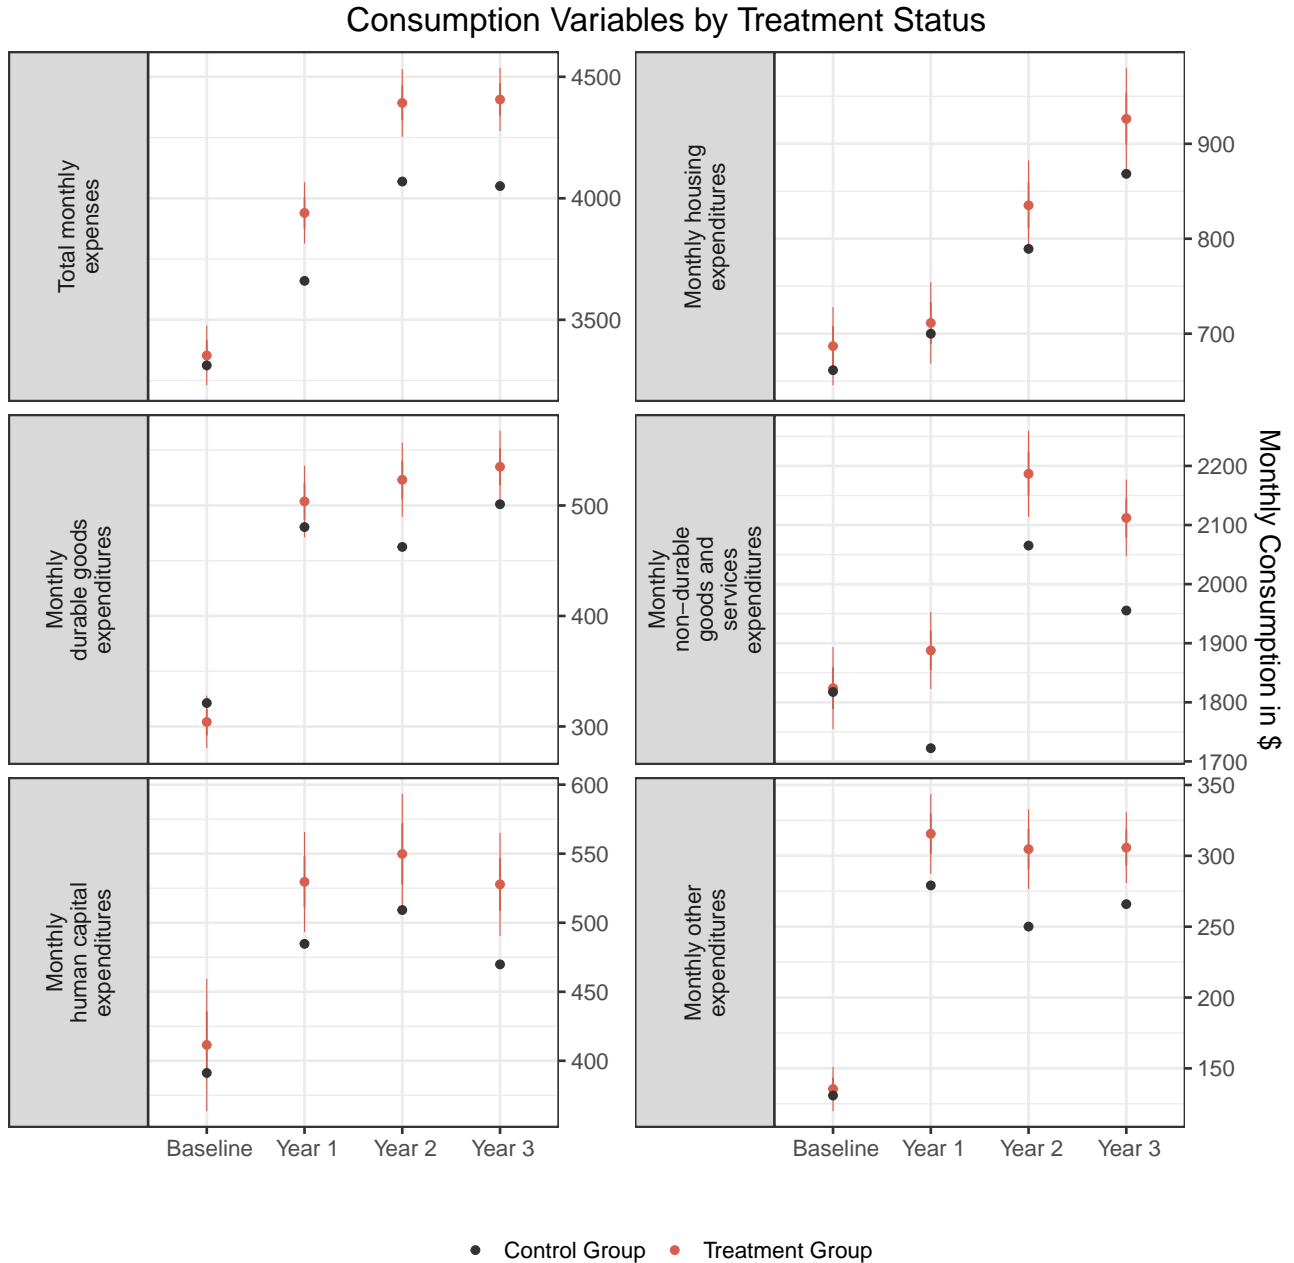 Consumption Variables by Treatment Status
Total monthly
expenses
4500
4000
3500
Monthly housing
expenditures
900
800
700
Monthly
durable goods
expenditures
500
400
300
Monthly
non−durable
goods and
services
expenditures
2200
2100
2000
1900
1800
1700
Monthly
human capital
expenditures
600
550
500
450
400
Monthly other
expenditures
350
300
250
200
150
Monthly Consumption in $
Baseline Year 1 Year 2 Year 3
Baseline Year 1 Year 2 Year 3
Control Group Treatment Group